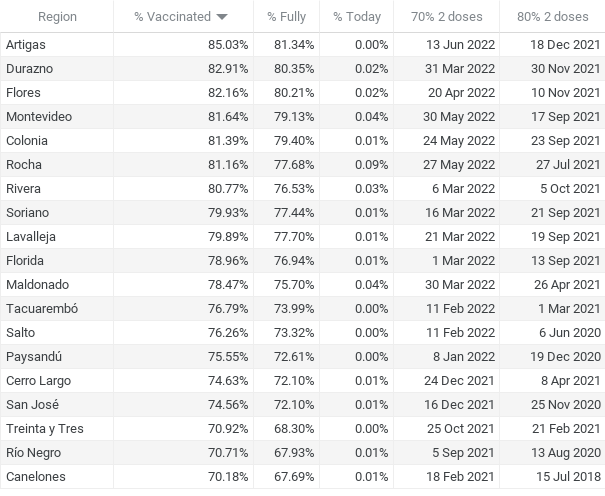 Region % Vaccinated % Fully % Today 70% 2 doses 80% 2 doses
Artigas 85.03% 81.34% 0.00% 13 Jun 2022 18 Dec 2021
Durazno 82.91% 80.35% 0.02% 31 Mar 2022 30 Nov 2021
Flores 82.16% 80.21% 0.02% 20 Apr 2022 10 Nov 2021
Montevideo 81.64% 79.13% 0.04% 30 May 2022 17 Sep 2021
Colonia 81.39% 79.40% 0.01% 24 May 2022 23 Sep 2021
Rocha 81.16% 77.68% 0.09% 27 May 2022 27 Jul 2021
Rivera 80.77% 76.53% 0.03% 6 Mar 2022 5 Oct 2021
Soriano 79.93% 77.44% 0.01% 16 Mar 2022 21 Sep 2021
Lavalleja 79.89% 77.70% 0.01% 21 Mar 2022 19 Sep 2021
Florida 78.96% 76.94% 0.01% 1 Mar 2022 13 Sep 2021
Maldonado 78.47% 75.70% 0.04% 30 Mar 2022 26 Apr 2021
Tacuarembó 76.79% 73.99% 0.00% 11 Feb 2022 1 Mar 2021
Salto 76.26% 73.32% 0.00% 11 Feb 2022 6 Jun 2020
Paysandú 75.55% 72.61% 0.00% 8 Jan 2022 19 Dec 2020
Cerro Largo 74.63% 72.10% 0.01% 24 Dec 2021 8 Apr 2021
San José 74.56% 72.10% 0.01% 16 Dec 2021 25 Nov 2020
Treinta y Tres 70.92% 68.30% 0.00% 25 Oct 2021 21 Feb 2021
Río Negro 70.71% 67.93% 0.01% 5 Sep 2021 13 Aug 2020
Canelones 70.18% 67.69% 0.01% 18 Feb 2021 15 Jul 2018